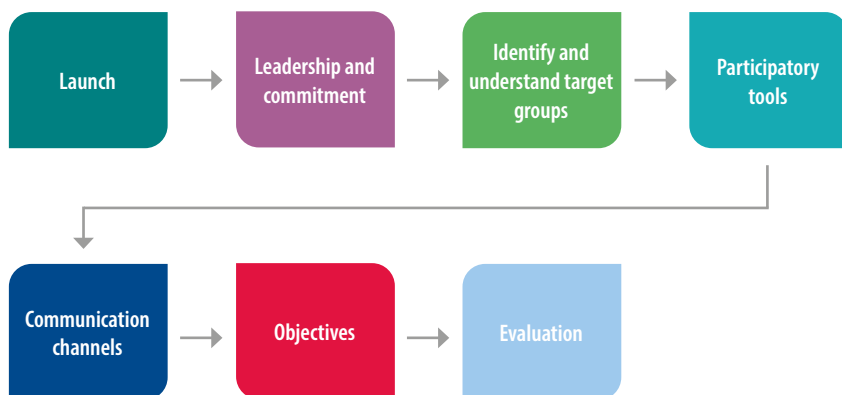 Launch
Leadership and
commitment
Identify and
understand target
groups
Participatory
tools
Communication
channels
Objectives
Evaluation